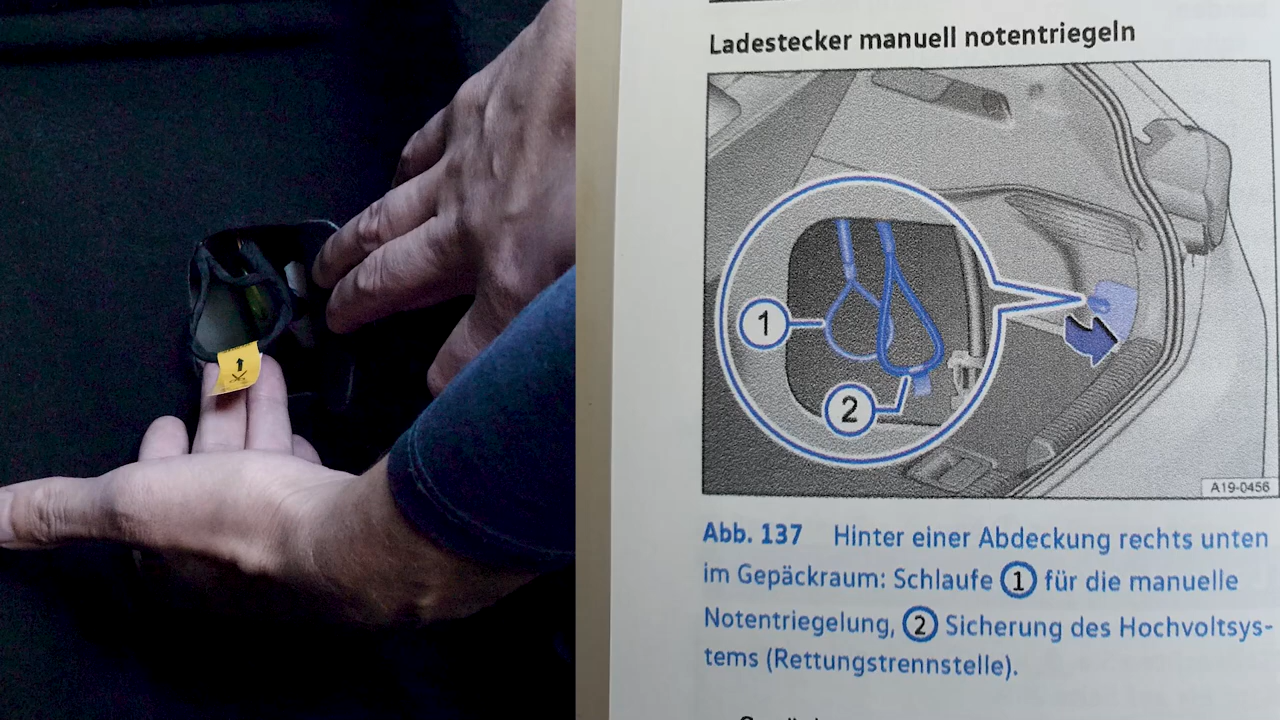 Ladestecker manuell notentriegeln
1
2
A19-0456
Abb. 137 Hinter einer Abdeckung rechts unten
im Gepäckraum: Schlaufe 1 für die manuelle
Notentriegelung, 2 Sicherung des Hochvoltsys-
tems (Rettungstrennstelle).